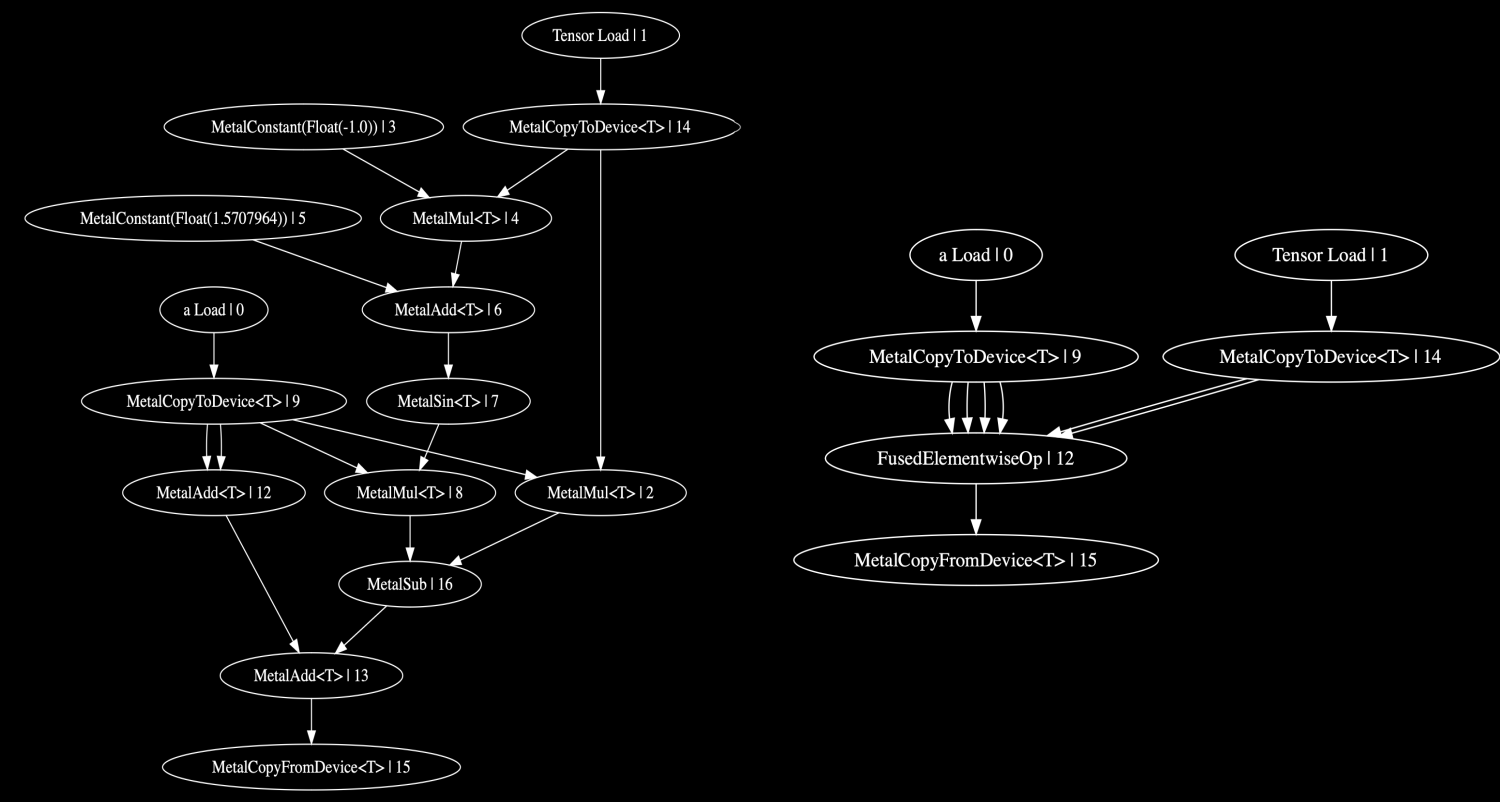 Tensor Load | 1
MetalConstant(Float(-1.0)) | 3
MetalCopyToDevice<T> | 14
MetalConstant(Float(1.5707964)) | 5
MetalMul<T> | 4
a Load | 0
MetalAdd<T> | 6
MetalCopyToDevice<T> | 9
MetalSin<T> | 7
MetalAdd<T> | 12
MetalMul<T> | 8
MetalMul<T> | 2
MetalSub | 16
MetalAdd<T> | 13
MetalCopyFromDevice<T> | 15
a Load | 0
Tensor Load | 1
MetalCopyToDevice<T> | 9
MetalCopyToDevice<T> | 14
FusedElementwiseOp | 12
MetalCopyFromDevice<T> | 15